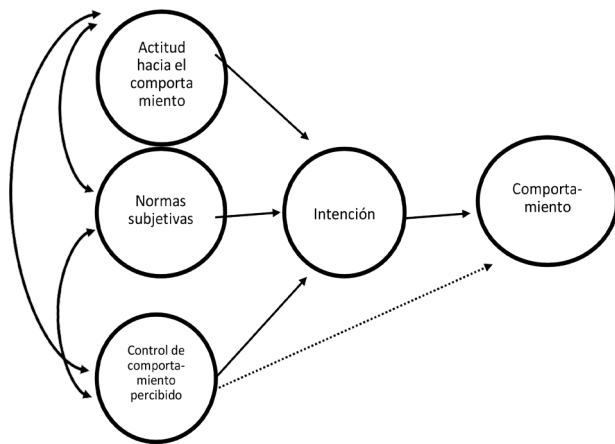 Actitud
hacia el
comporta
miento
Normas
subjetivas
Intención
Comporta-
miento
Control de
comporta-
miento
percibido